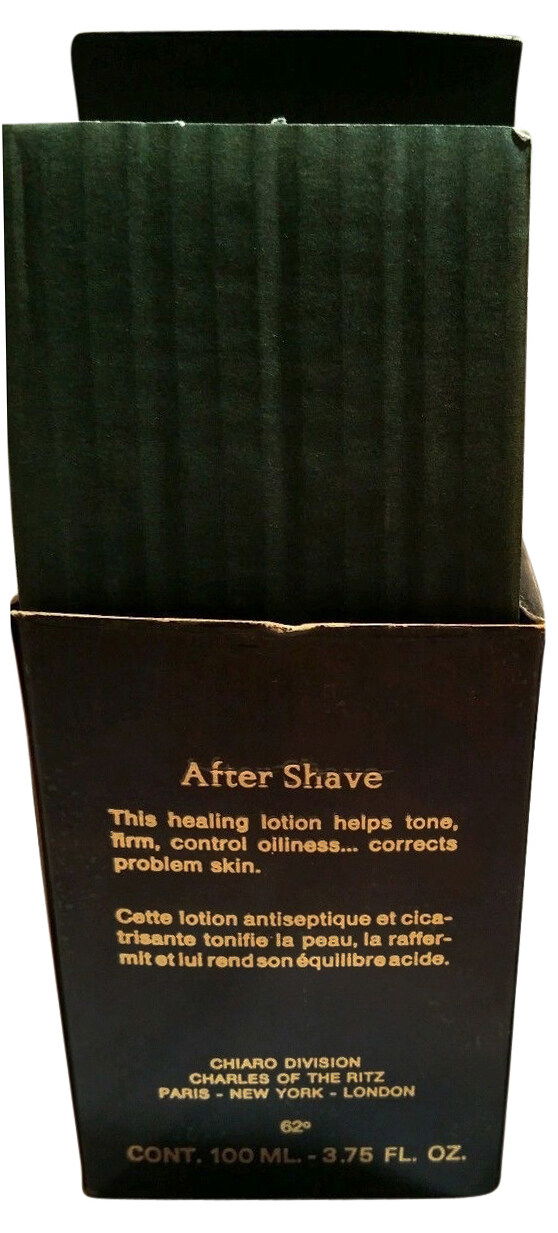 After Shave
This healing lotion helps tone,
firm, control oiliness... corrects
problem skin.
Cette lotion antiseptique et cica-
trisante tonifie la peau, la raffer-
mit et lui rend son équilibre acide.
CHIARO DIVISION
CHARLES OF THE RITZ
PARIS - NEW YORK - LONDON
62º
CONT. 100 ML. - 3.75 FL. OZ.